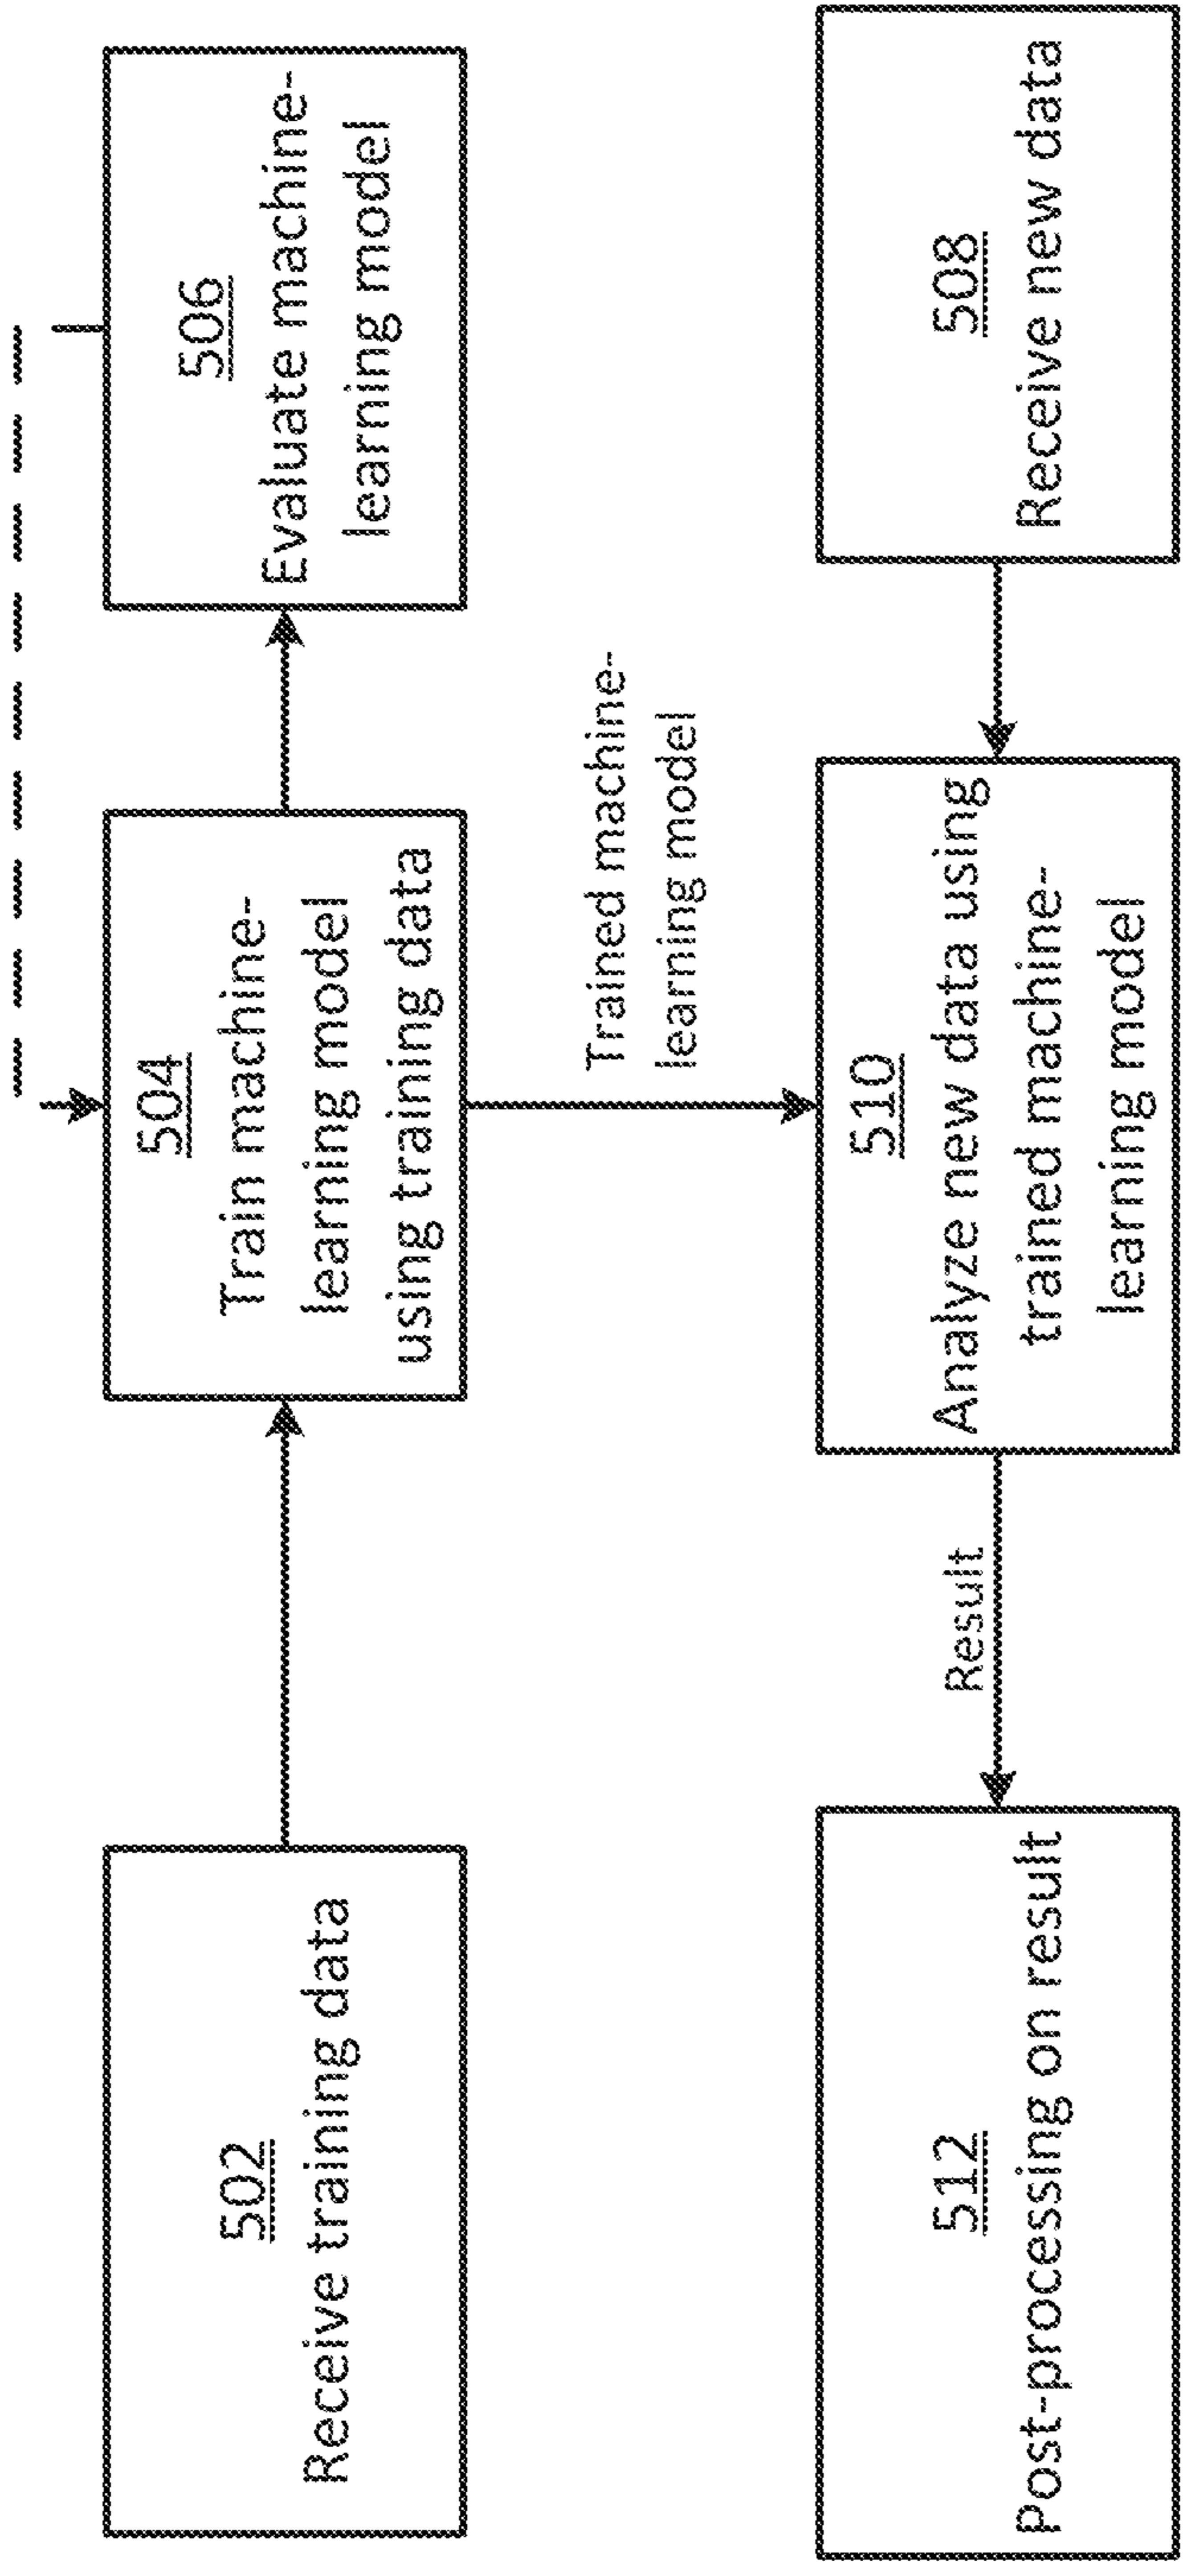 502
Receive training data
504
Train machine-
learning model
using training data
506
Evaluate machine-
learning model
Trained machine-
learning model
512
Post-processing on result
Result
510
Analyze new data using
trained machine-
learning model
508
Receive new data